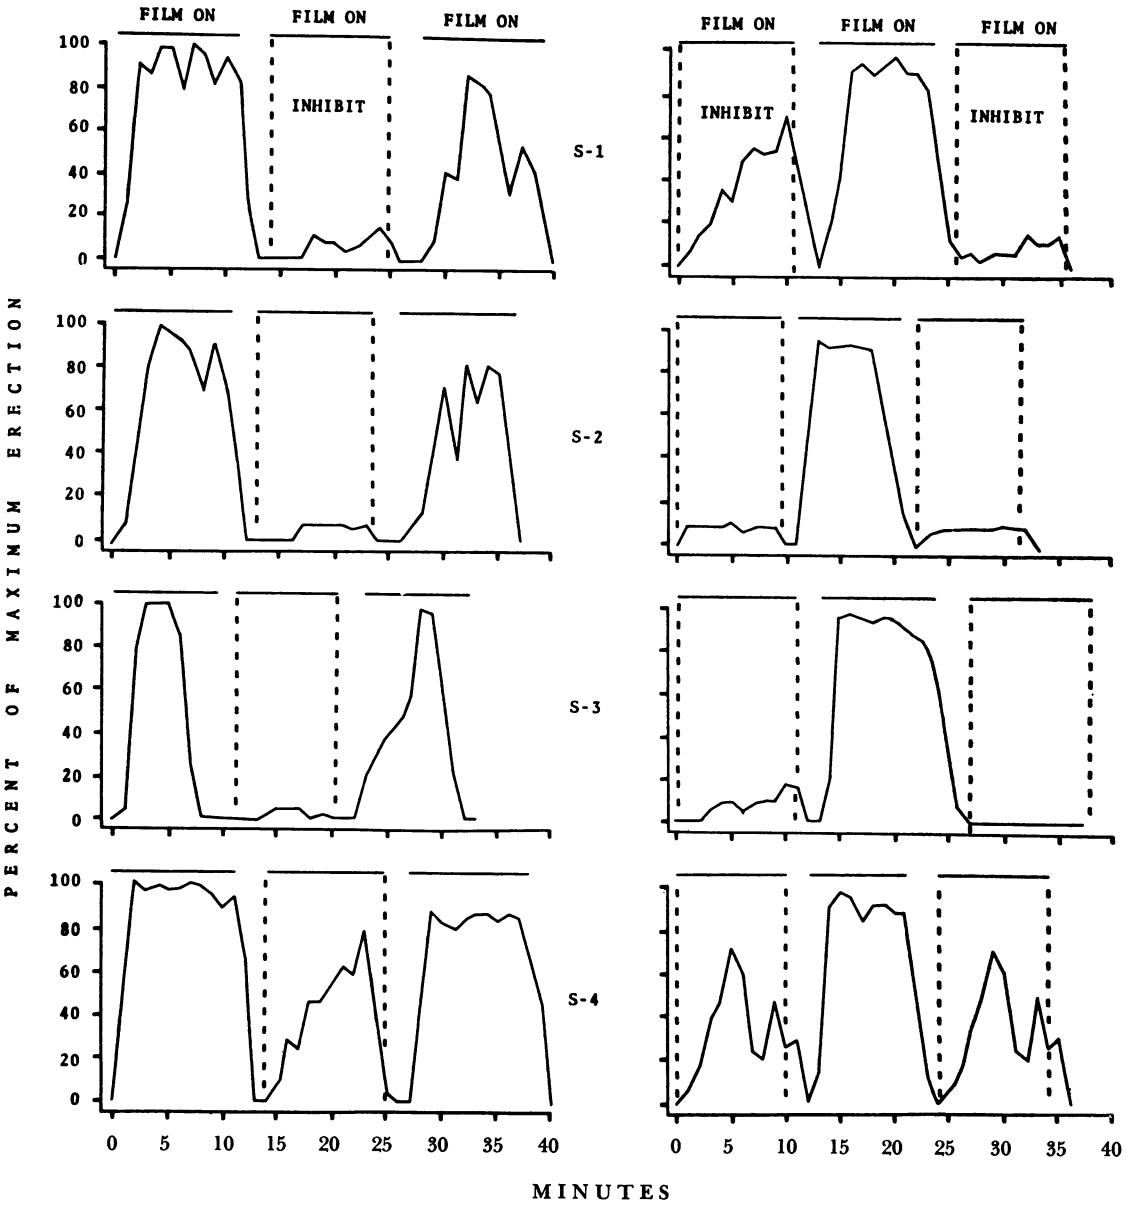 FILM ON FILM ON FILM ON FILM ON FILM ON FILM ON
100
80
60
40
20
0
INHIBIT
S-1
INHIBIT
INHIBIT
100
80
60
40
20
0
S-2
100
80
60
40
20
0
S-3
100
80
60
40
20
0
S-4
0 5 10 15 20 25 30 35 40
0 5 10 15 20 25 30 35 40
PERCENT OF MAXIMUM ERECTION
MINUTES